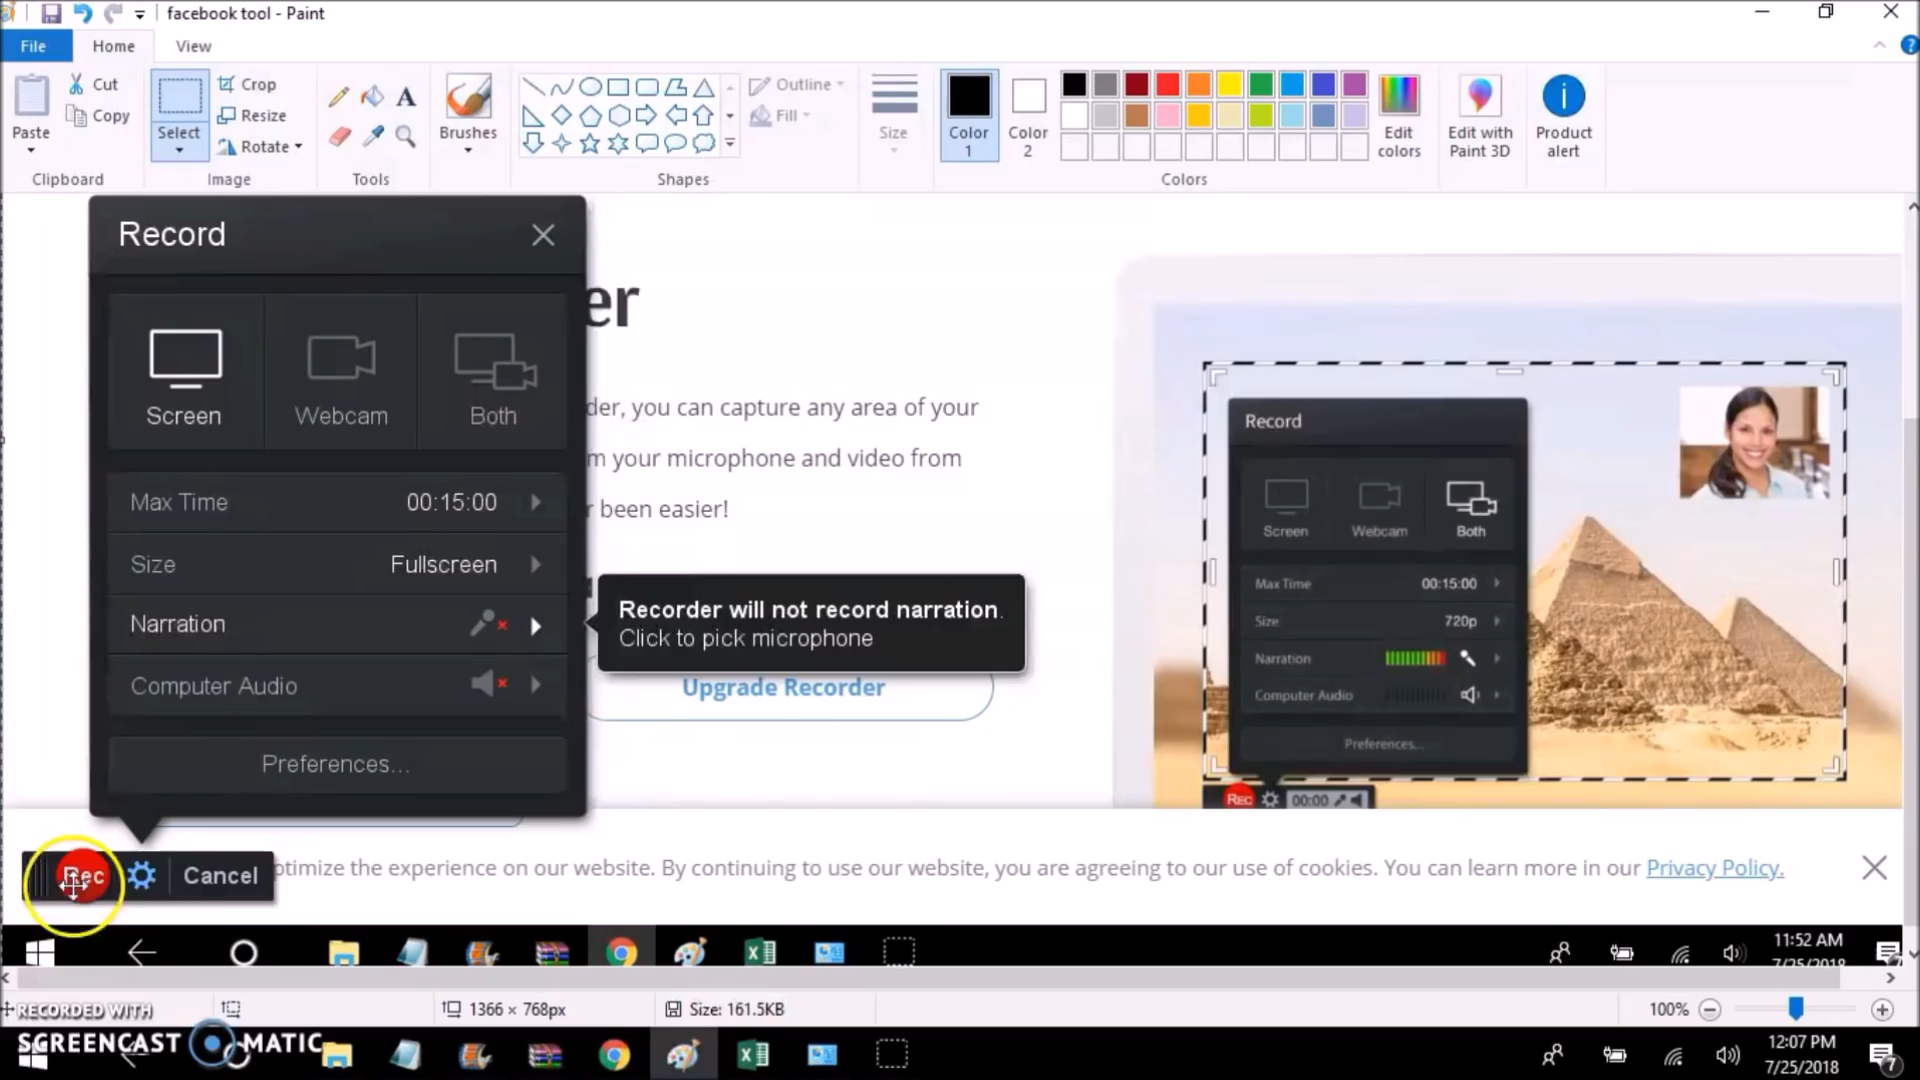 facebook tool - Paint
File
Home
View
Paste
Cut
Copy
Clipboard
Select
Crop
Resize
Rotate
Image
A
Tools
Brushes
Shapes
Outline
Fill
Size
Color
1
Color
2
Edit
colors
Colors
Edit with
Paint 3D
Product
alert
Record
Screen
Webcam
Both
Max Time 00:15:00
Size Fullscreen
Narration
Computer Audio
Preferences...
er
der, you can capture any area of your
m your microphone and video from
r been easier!
Recorder will not record narration.
Click to pick microphone
Upgrade Recorder
Record
Screen
Webcam
Both
Max Time 00:15:00
Size 720p
Narration
Computer Audio
Preferences...
REC 00:00
Rec
Cancel
ptimize the experience on our website. By continuing to use our website, you are agreeing to our use of cookies. You can learn more in our Privacy Policy.
11:52 AM
7/25/2018
RECORDED WITH
1366 × 768px
Size: 161.5KB
100%
SCREENCAST MATIC
12:07 PM
7/25/2018
7